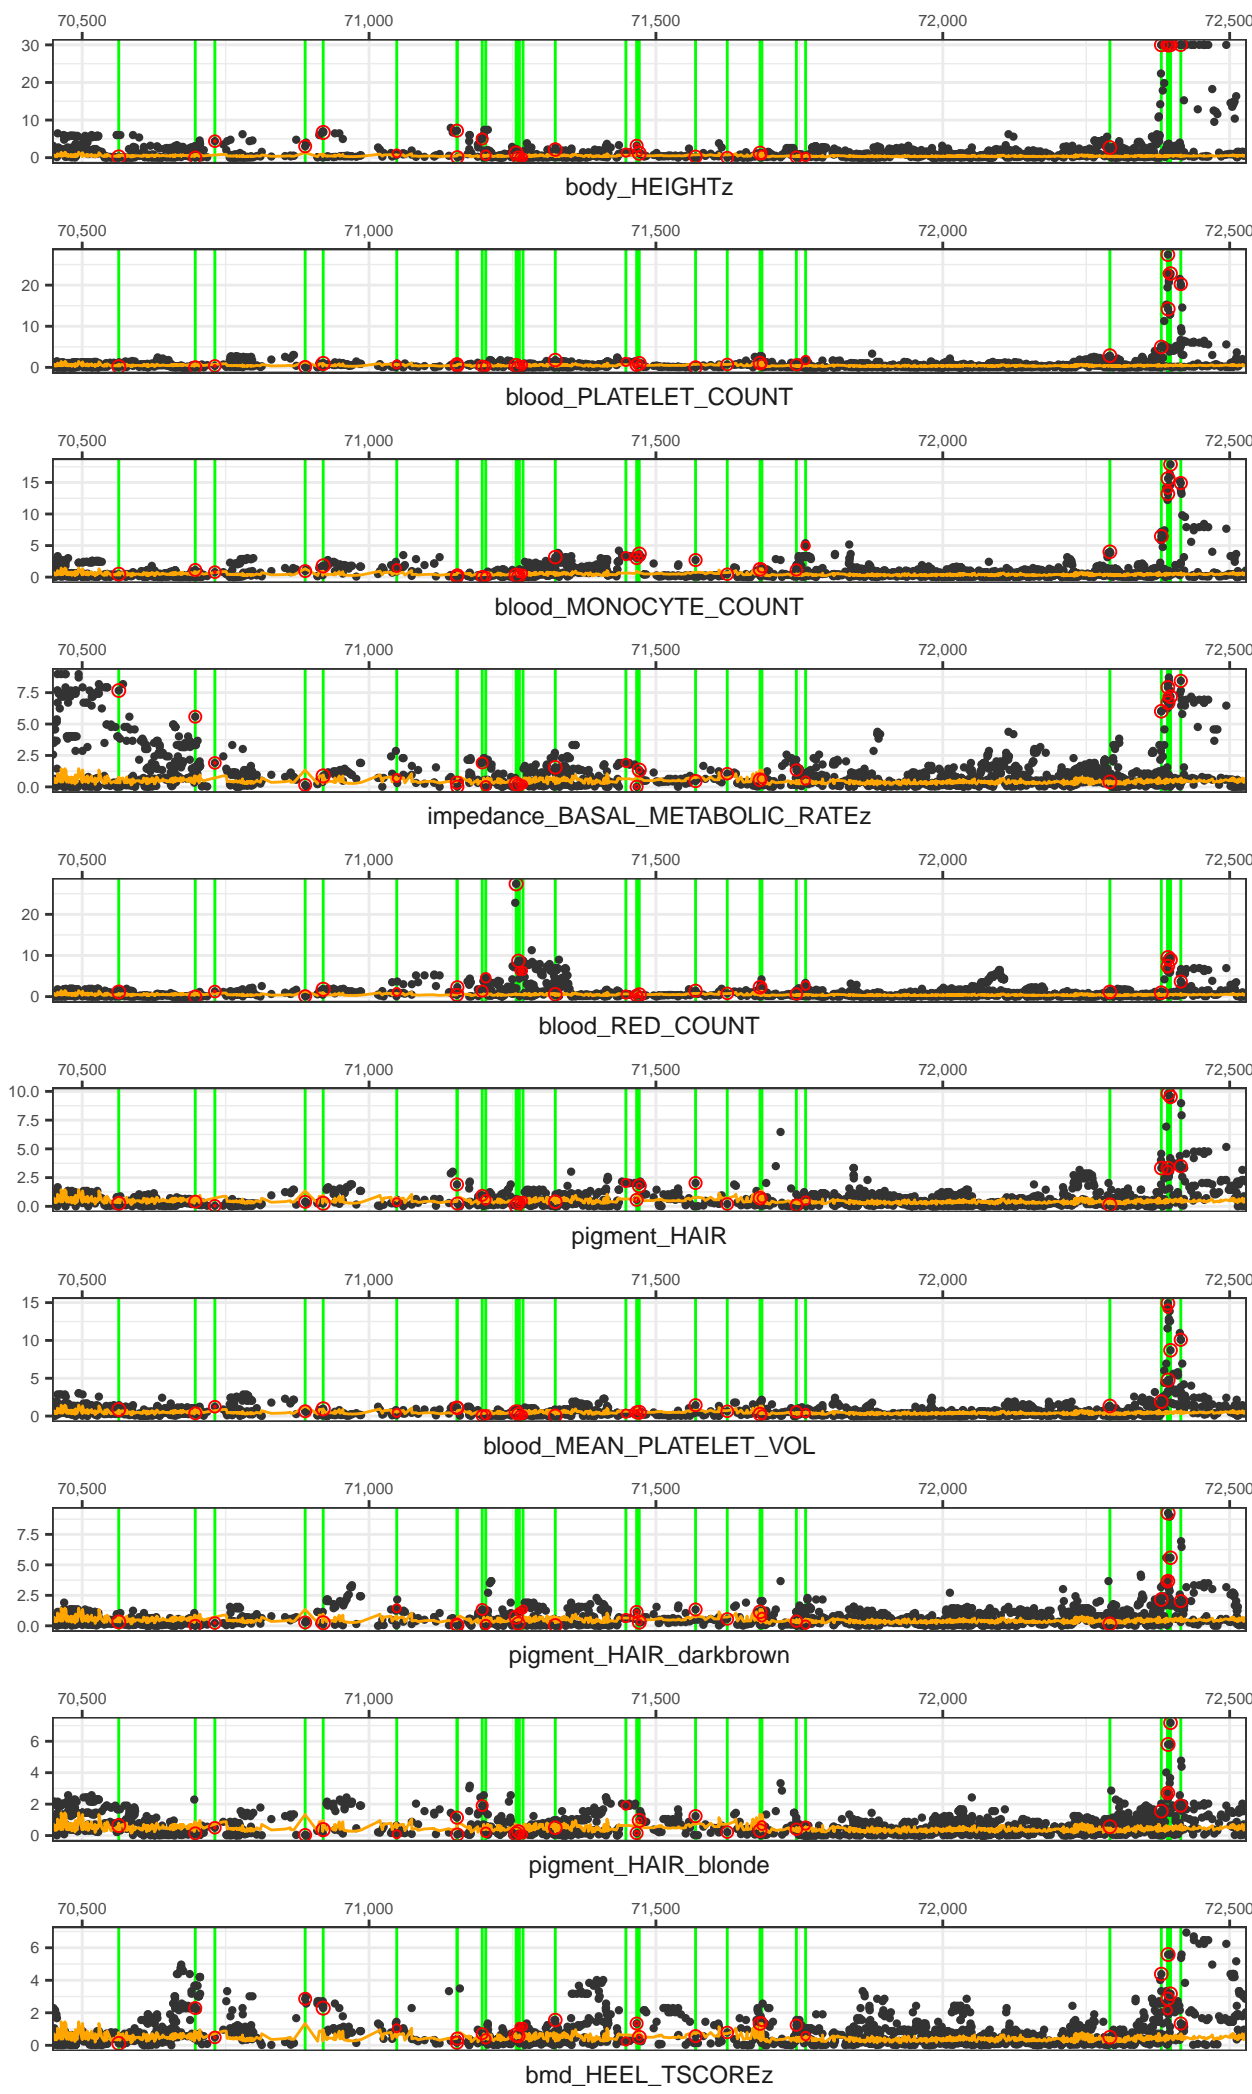 70,500 71,000 71,500 72,000 72,500
30
20
10
0
body_HEIGHTz
70,500 71,000 71,500 72,000 72,500
20
10
0
blood_PLATELET_COUNT
70,500 71,000 71,500 72,000 72,500
15
10
5
0
blood_MONOCYTE_COUNT
70,500 71,000 71,500 72,000 72,500
7.5
5.0
2.5
0.0
impedance_BASAL_METABOLIC_RATEz
70,500 71,000 71,500 72,000 72,500
20
10
0
blood_RED_COUNT
70,500 71,000 71,500 72,000 72,500
10.0
7.5
5.0
2.5
0.0
pigment_HAIR
70,500 71,000 71,500 72,000 72,500
15
10
5
0
blood_MEAN_PLATELET_VOL
70,500 71,000 71,500 72,000 72,500
7.5
5.0
2.5
0.0
pigment_HAIR_darkbrown
70,500 71,000 71,500 72,000 72,500
6
4
2
0
pigment_HAIR_blonde
70,500 71,000 71,500 72,000 72,500
6
4
2
0
bmd_HEEL_TSCOREz